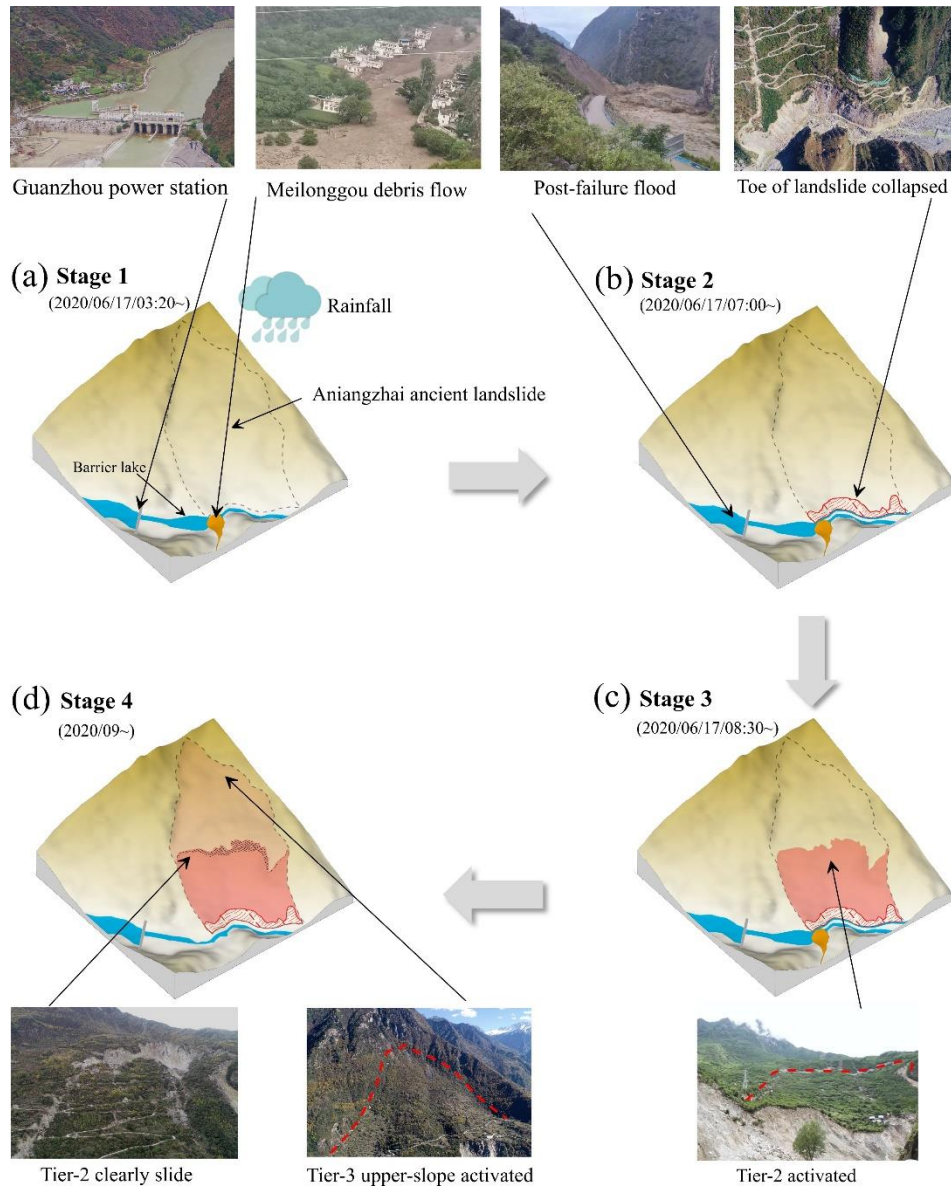 Guanzhou power station
Meilonggou debris flow
Post-failure flood
Toe of landslide collapsed
(a) Stage 1
(2020/06/17/03:20~)
Rainfall
(b) Stage 2
(2020/06/17/07:00~)
Aniangzhai ancient landslide
Barrier lake
(d) Stage 4
(2020/09~)
(c) Stage 3
(2020/06/17/08:30~)
Tier-2 clearly slide
Tier-3 upper-slope activated
Tier-2 activated